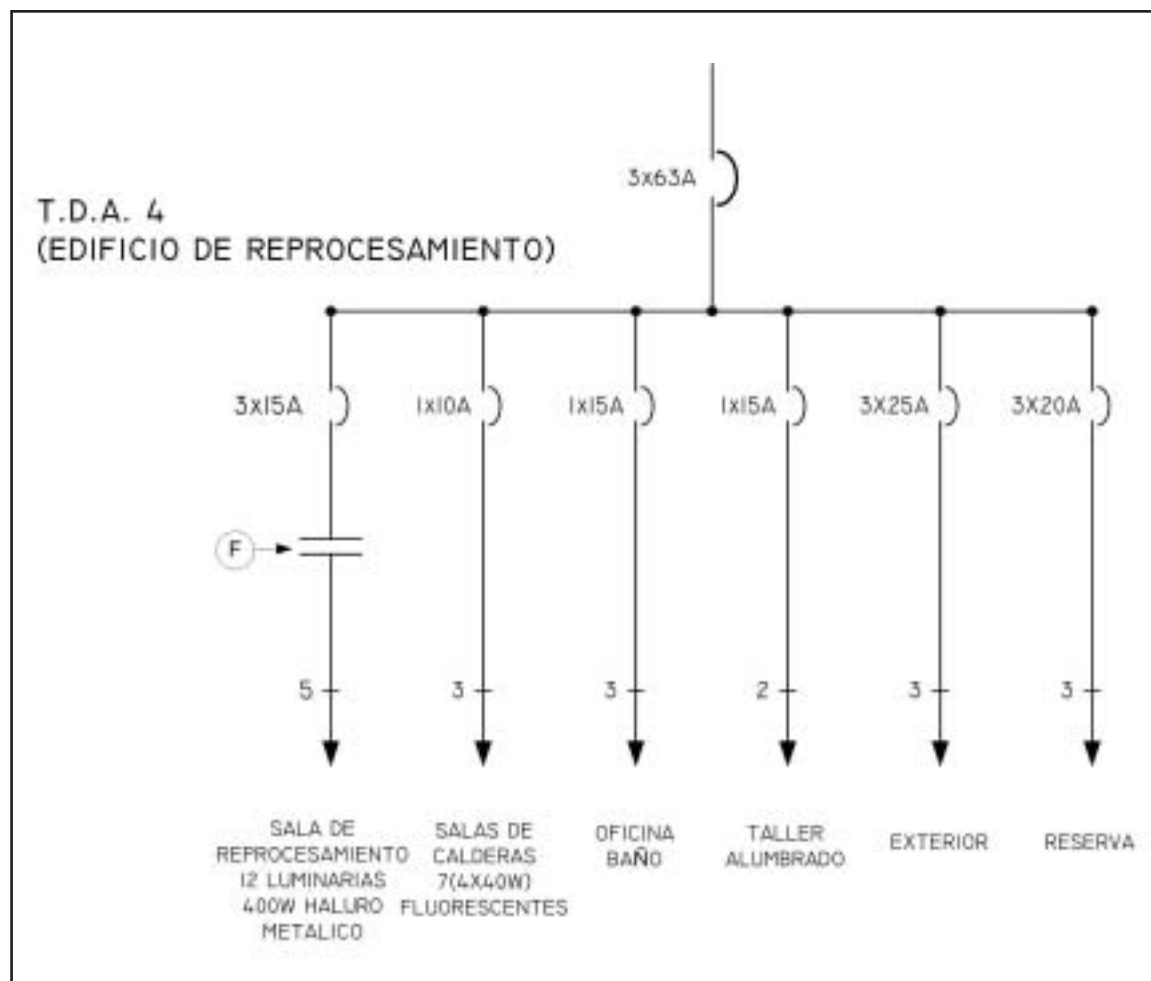 3x63A
T.D.A. 4
(EDIFICIO DE REPROCESAMIENTO)
3x15A
1x10A
1x15A
1x15A
3X25A
3X20A
F
5
3
3
2
3
3
SALA DE
REPROCESAMIENTO
12 LUMINARIAS
400W HALURO
METALICO
SALAS DE
CALDERAS
7(4X40W)
FLUORESCENTES
OFICINA
BAÑO
TALLER
ALUMBRADO
EXTERIOR
RESERVA